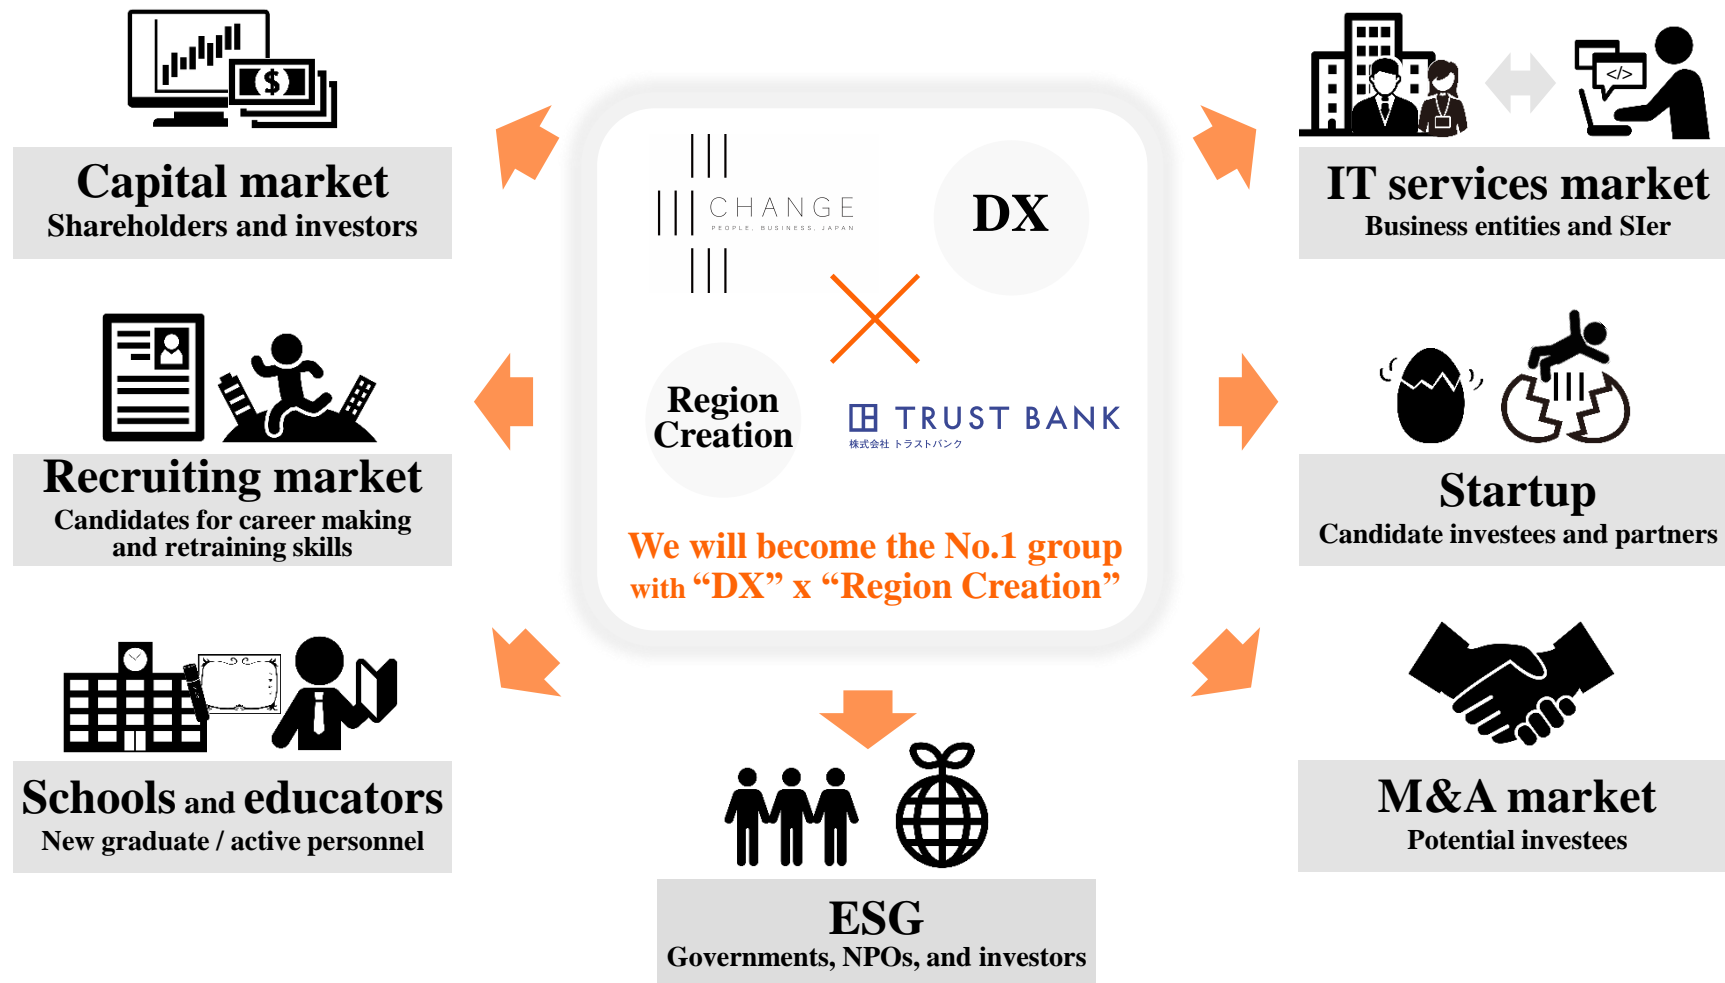 Capital market
Shareholders and investors
Recruiting market
Candidates for career making
and retraining skills
Schools and educators
New graduate / active personnel
CHANGE
PEOPLE, BUSINESS, JAPAN
DX
Region
Creation
TRUST BANK
株式会社 トラストバンク
We will become the No.1 group
with “DX” x “Region Creation”
ESG
Governments, NPOs, and investors
</>
IT services market
Business entities and SIer
Startup
Candidate investees and partners
M&A market
Potential investees